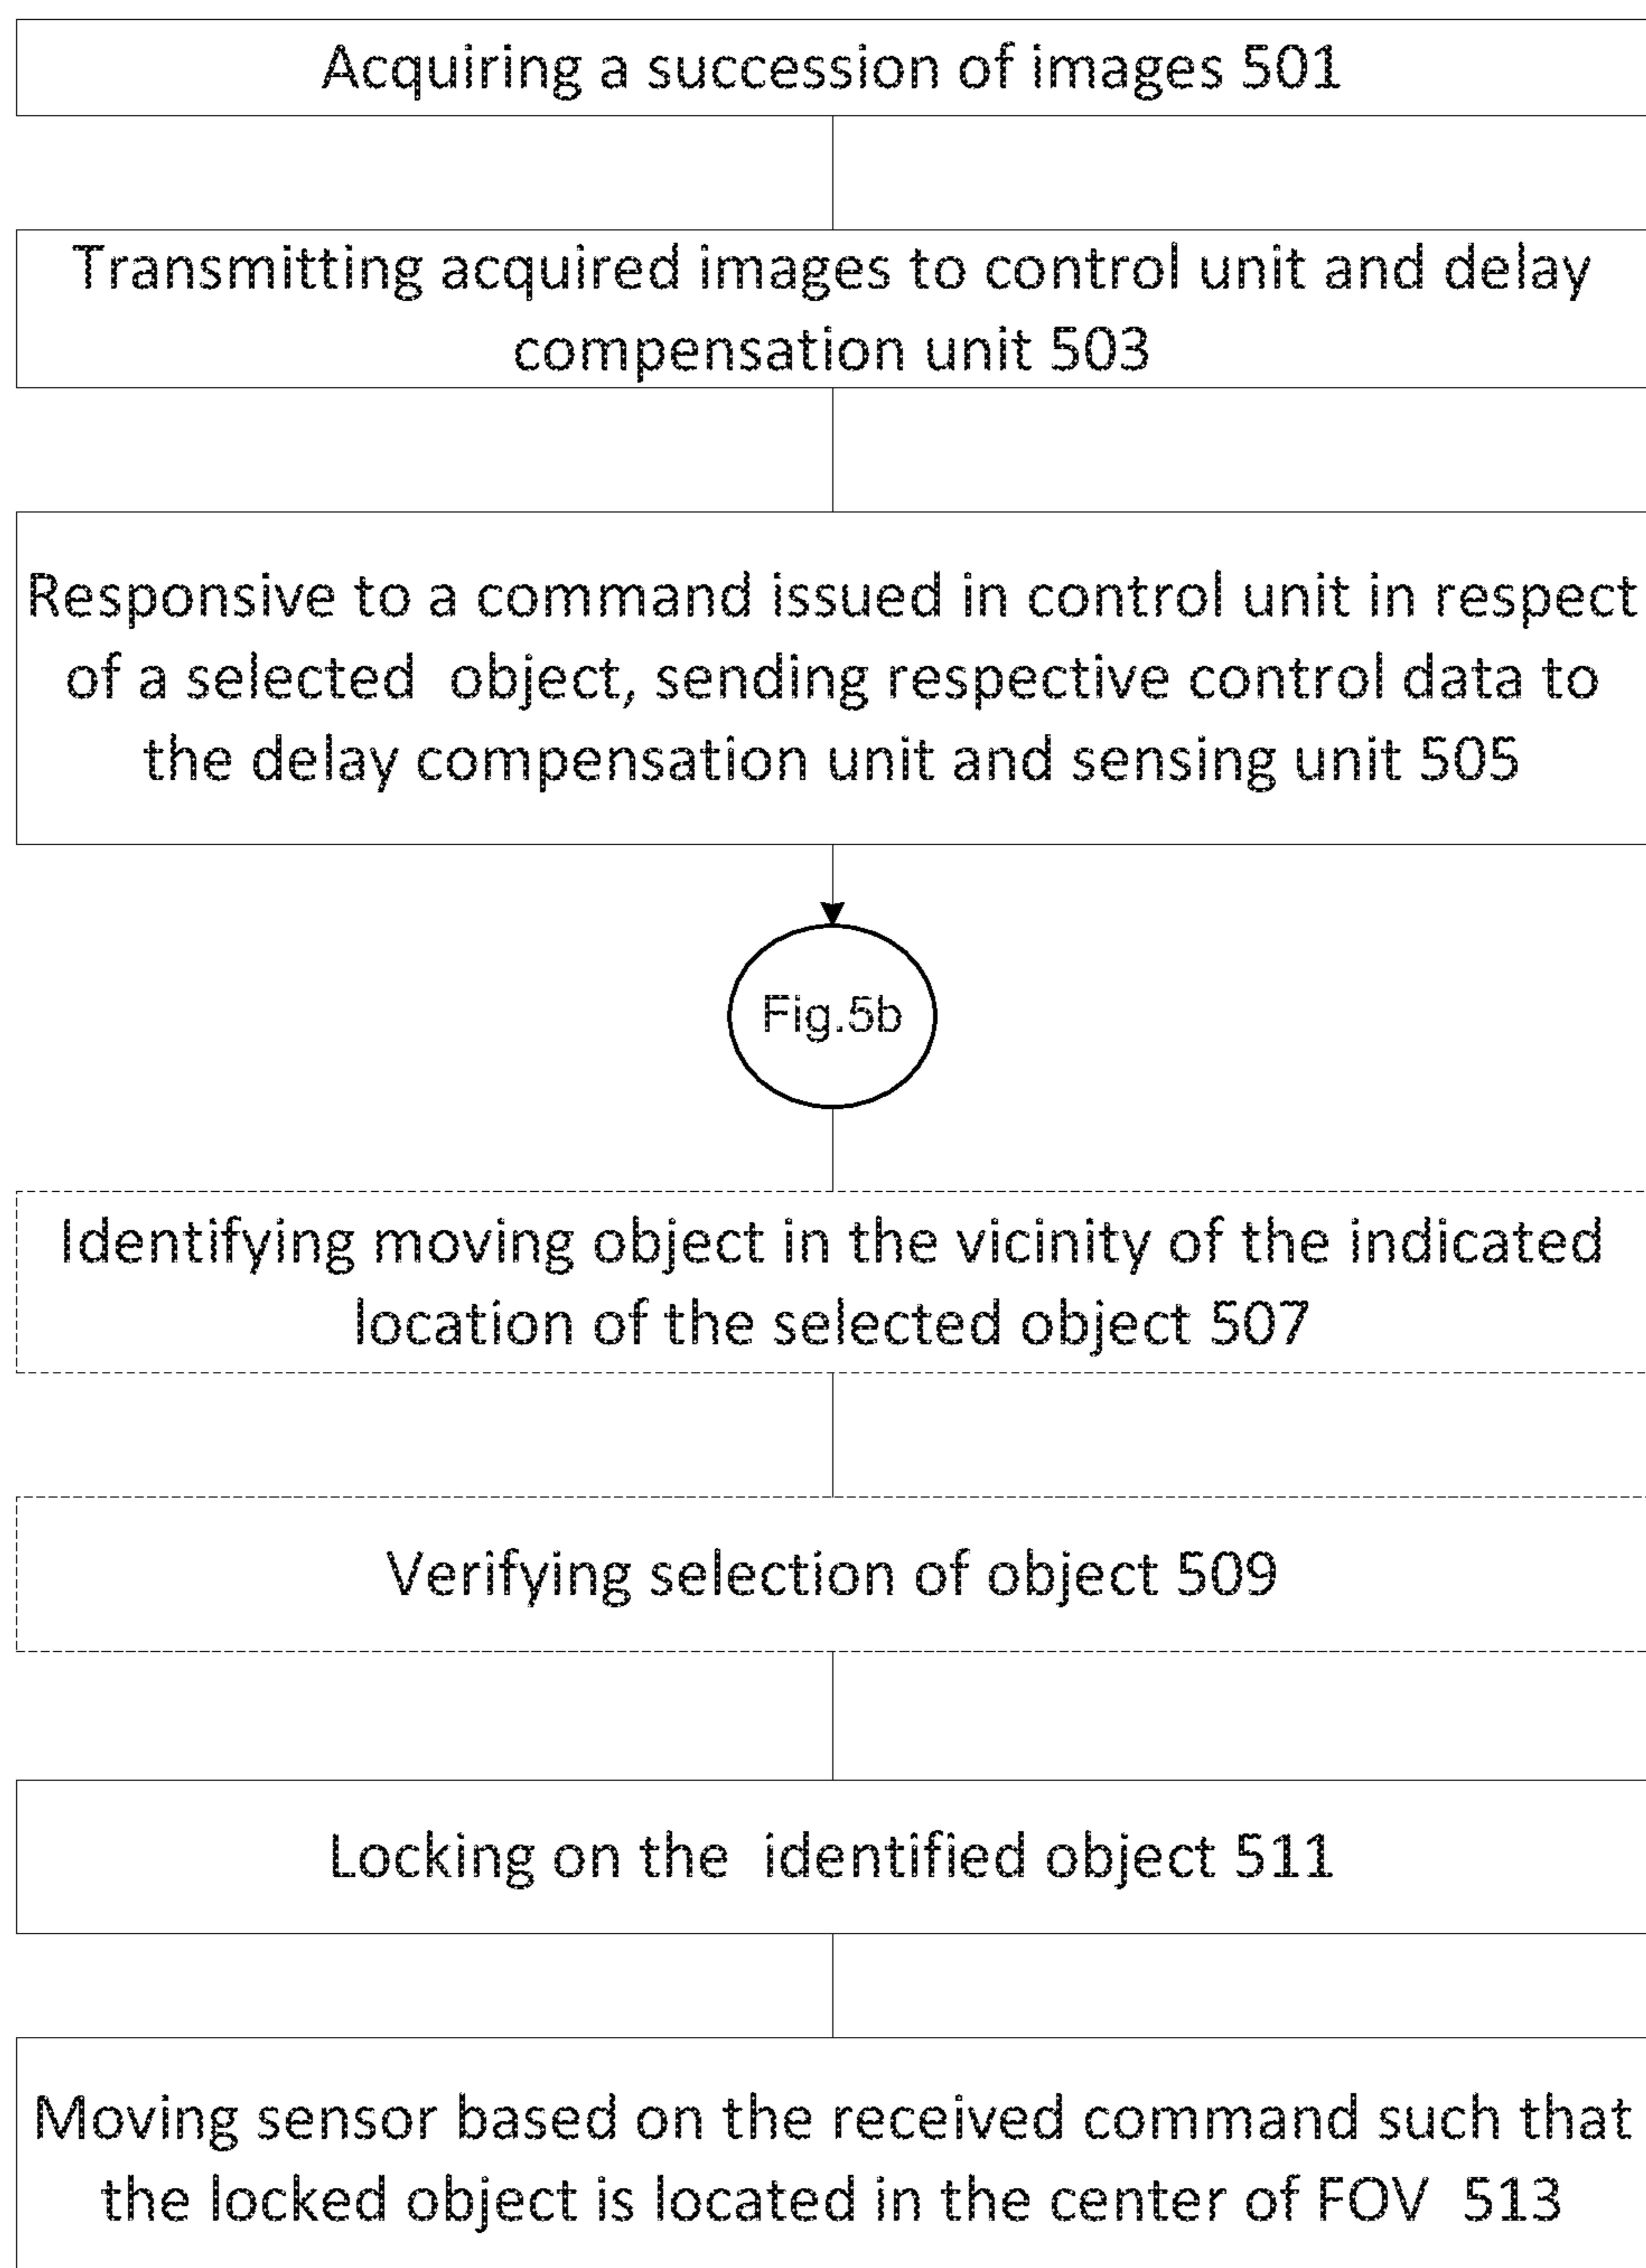 Acquiring a succession of images 501
Transmitting acquired images to control unit and delay
compensation unit 503
Responsive to a command issued in control unit in respect
of a selected object, sending respective control data to
the delay compensation unit and sensing unit 505
Fig.5b
Identifying moving object in the vicinity of the indicated
location of the selected object 507
Verifying selection of object 509
Locking on the identified object 511
Moving sensor based on the received command such that
the locked object is located in the center of FOV 513